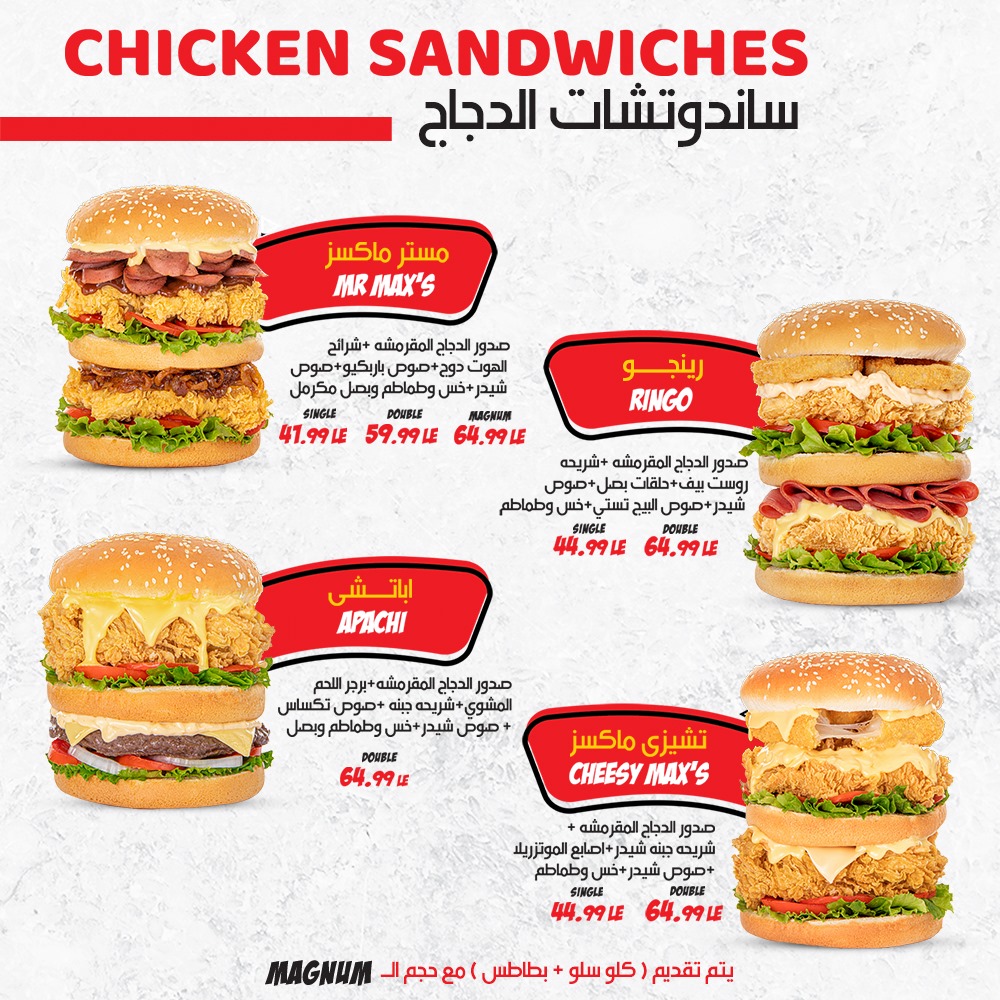 CHICKEN SANDWICHES
ساندوتشات الدجاج
مستر ماكسز
MR MAX'S
صدور الدجاج المقرمشه +شرائح
الهوت دوج+صوص باربكيو+صوص
شيدر+خس وطماطم وبصل مكرمل
SINGLE DOUBLE MAGNUM
41.99 LE 59.99 LE 64.99 LE
رينجـــو
RINGO
صدور الدجاج المقرمشه +شريحه
روست بيف+حلقات بصل+صوص
شيدر+صوص البيج تستي+خس وطماطم
SINGLE DOUBLE
44.99 LE 64.99 LE
اباتـــشى
APACHI
صدور الدجاج المقرمشه+برجر اللحم
المشوي+شريحه جبنه +صوص تكساس
+ صوص شيدر+خس وطماطم وبصل
DOUBLE
64.99 LE
تشيزى ماكسز
CHEESY MAX'S
صدور الدجاج المقرمشه +
شريحه جبنه شيدر+اصابع الموتزريلا
+صوص شيدر+خس وطماطم
SINGLE DOUBLE
44.99 LE 64.99 LE
يتم تقديم ( كلو سلو + بطاطس ) مع حجم الـ MAGNUM